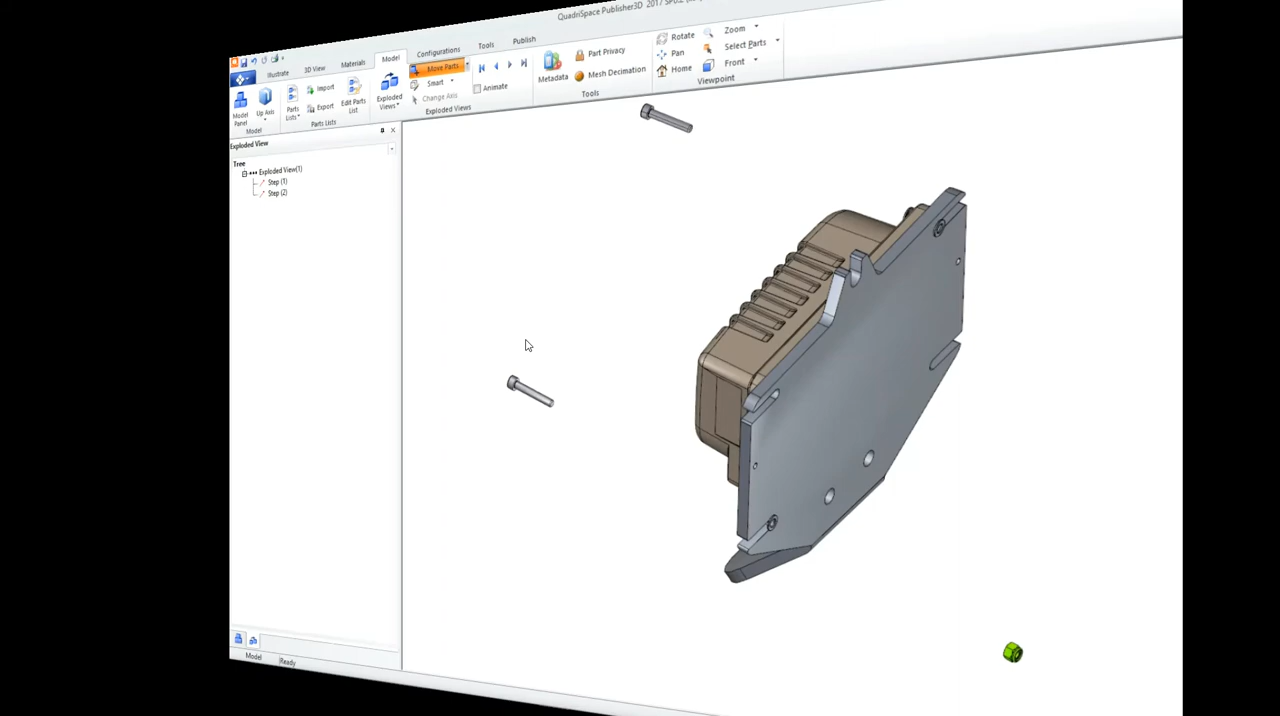 QuadriSpace Publisher3D 2017 SP0.2
Illustrate 3D View Materials Model Configurations Tools Publish
Model Panel
Up Axis
Model
Parts Lists
Import
Export
Edit Parts List
Parts Lists
Exploded Views
Move Parts
Smart
Change Axis
Animate
Exploded Views
Metadata
Part Privacy
Mesh Decimation
Tools
Rotate
Pan
Home
Zoom
Select Parts
Front
Viewpoint
Exploded View
Tree
Exploded View(1)
Step (1)
Step (2)
Model
Ready